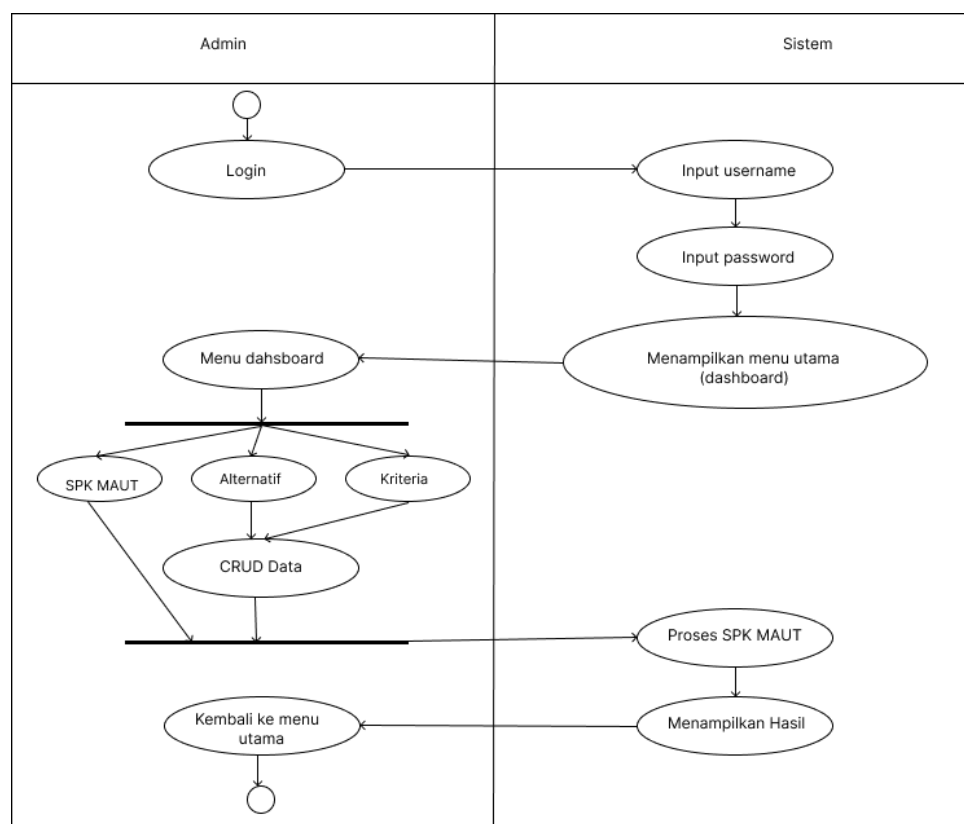 Admin
Sistem
Login
Input username
Input password
Menu dahsboard
Menampilkan menu utama
(dashboard)
SPK MAUT
Alternatif
Kriteria
CRUD Data
Proses SPK MAUT
Kembali ke menu
utama
Menampilkan Hasil